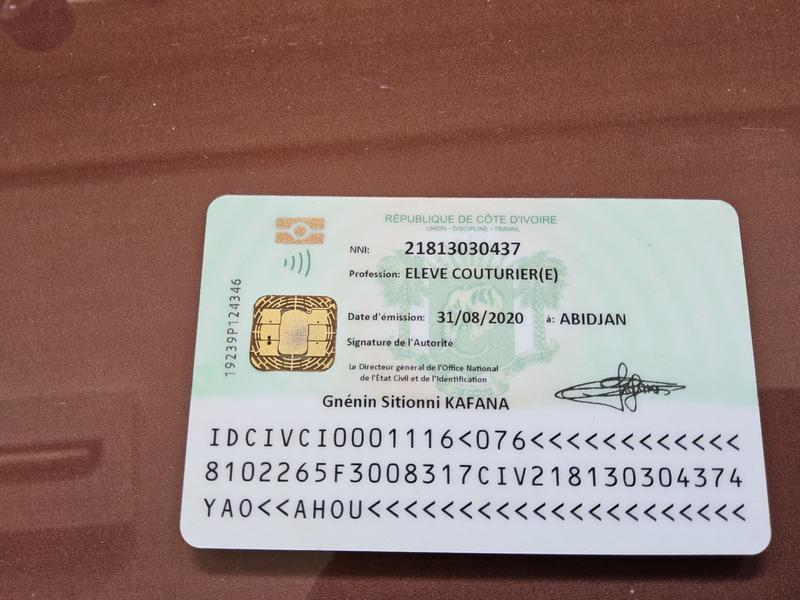 RÉPUBLIQUE DE CÔTE D'IVOIRE
UNION - DISCIPLINE - TRAVAIL
NNI: 21813030437
Profession: ELEVE COUTURIER(E)
19239P124346
Date d'émission: 31/08/2020 à: ABIDJAN
Signature de l'Autorité
Le Directeur général de l'Office National
de l'État Civil et de l'Identification
Gnénin Sitionni KAFANA
IDCIVCI0001116<076<<<<<<<<<<<<
8102265F3008317CIV218130304374
YAO<<AHOU<<<<<<<<<<<<<<<<<<<<<